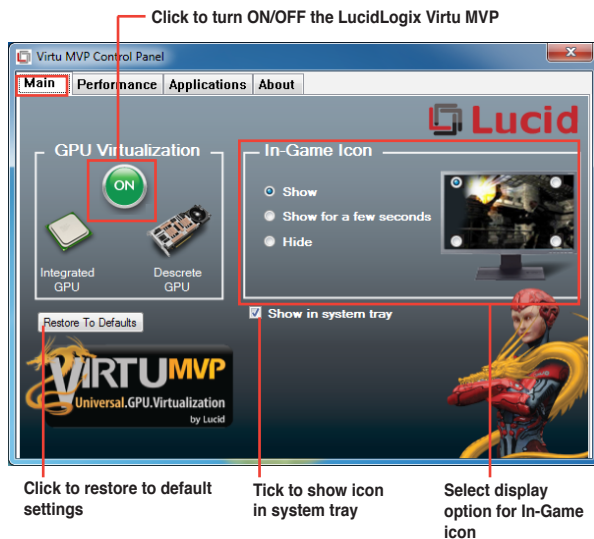 Click to turn ON/OFF the LucidLogix Virtu MVP
Virtu MVP Control Panel
Main Performance Applications About
Lucid
GPU Virtualization
In-Game Icon
ON
Show
Show for a few seconds
Hide
Integrated
GPU
Descrete
GPU
Restore To Defaults
Show in system tray
VIRTUMVP
Universal.GPU.Virtualization
by Lucid
Click to restore to default
settings
Tick to show icon
in system tray
Select display
option for In-Game
icon